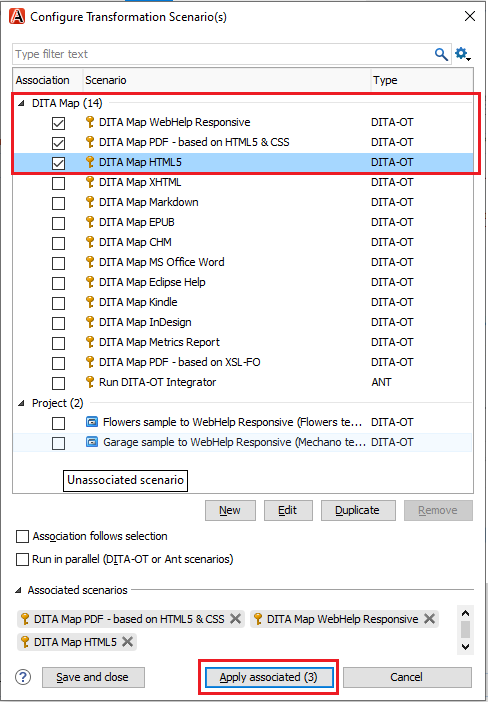 Configure Transformation Scenario(s)
Type filter text
Association Scenario Type
DITA Map (14)
DITA Map WebHelp Responsive DITA-OT
DITA Map PDF - based on HTML5 & CSS DITA-OT
DITA Map HTML5 DITA-OT
DITA Map XHTML DITA-OT
DITA Map Markdown DITA-OT
DITA Map EPUB DITA-OT
DITA Map CHM DITA-OT
DITA Map MS Office Word DITA-OT
DITA Map Eclipse Help DITA-OT
DITA Map Kindle DITA-OT
DITA Map InDesign DITA-OT
DITA Map Metrics Report DITA-OT
DITA Map PDF - based on XSL-FO DITA-OT
Run DITA-OT Integrator ANT
Project (2)
Flowers sample to WebHelp Responsive (Flowers te... DITA-OT
Garage sample to WebHelp Responsive (Mechano te... DITA-OT
Unassociated scenario
New Edit Duplicate Remove
Association follows selection
Run in parallel (DITA-OT or Ant scenarios)
Associated scenarios
DITA Map PDF - based on HTML5 & CSS DITA Map WebHelp Responsive
DITA Map HTML5
? Save and close Apply associated (3) Cancel